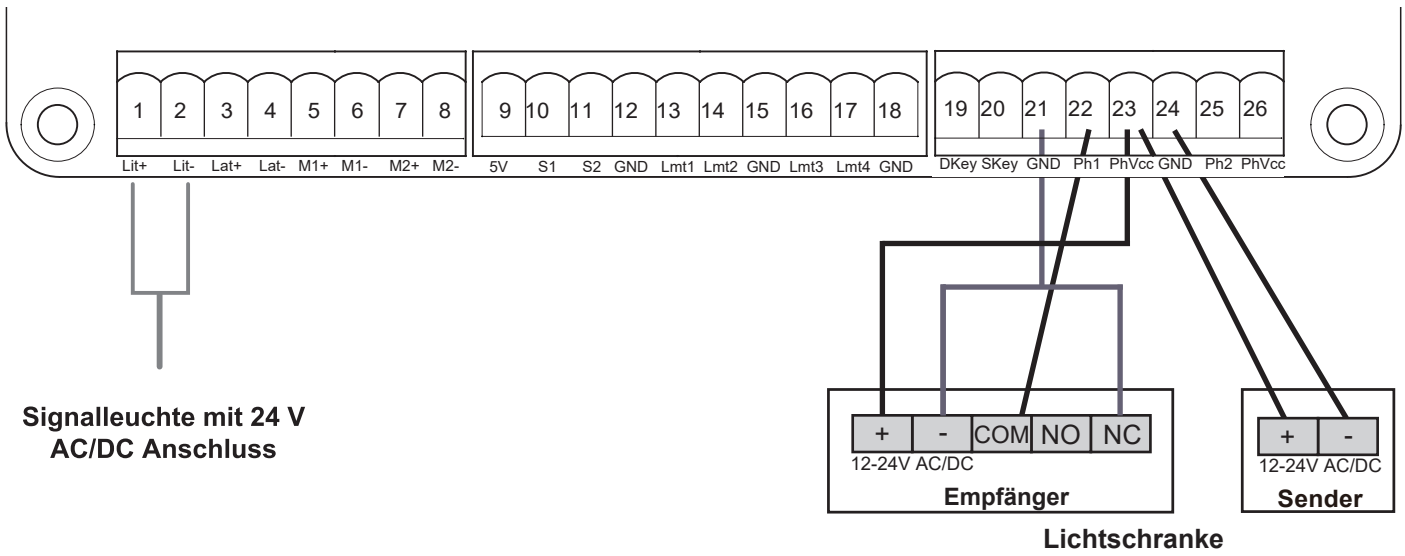 1 2 3 4 5 6 7 8 9 10 11 12 13 14 15 16 17 18 19 20 21 22 23 24 25 26
Lit+ Lit- Lat+ Lat- M1+ M1- M2+ M2- 5V S1 S2 GND Lmt1 Lmt2 GND Lmt3 Lmt4 GND DKey SKey GND Ph1 PhVcc GND Ph2 PhVcc
Signalleuchte mit 24 V
AC/DC Anschluss
+ - COM NO NC
12-24V AC/DC
Empfänger
+ -
12-24V AC/DC
Sender
Lichtschranke